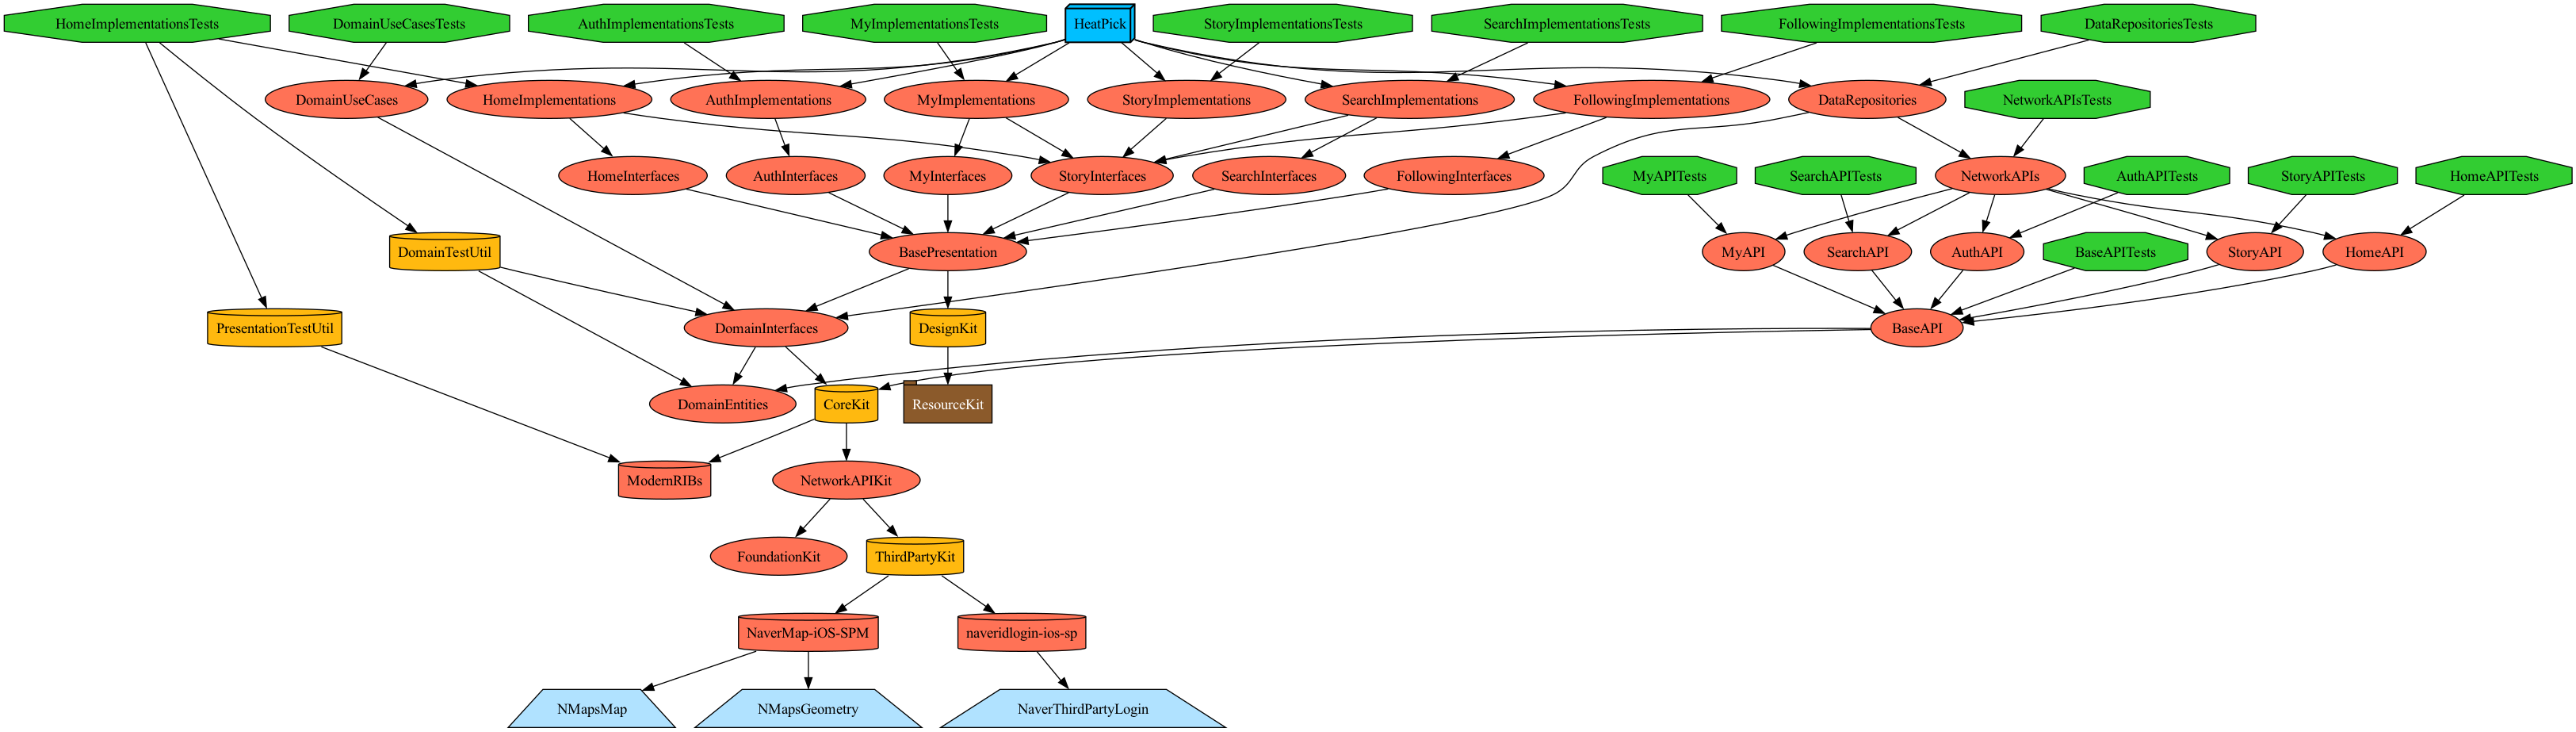 HomeImplementationsTests
DomainUseCasesTests
AuthImplementationsTests
MyImplementationsTests
HeatPick
StoryImplementationsTests
SearchImplementationsTests
FollowingImplementationsTests
DataRepositoriesTests
DomainUseCases
HomeImplementations
AuthImplementations
MyImplementations
StoryImplementations
SearchImplementations
FollowingImplementations
DataRepositories
NetworkAPIsTests
HomeInterfaces
AuthInterfaces
MyInterfaces
StoryInterfaces
SearchInterfaces
FollowingInterfaces
MyAPITests
SearchAPITests
NetworkAPIs
AuthAPITests
StoryAPITests
HomeAPITests
DomainTestUtil
BasePresentation
MyAPI
SearchAPI
AuthAPI
BaseAPITests
StoryAPI
HomeAPI
PresentationTestUtil
DomainInterfaces
DesignKit
BaseAPI
DomainEntities
CoreKit
ResourceKit
ModernRIBs
NetworkAPIKit
FoundationKit
ThirdPartyKit
NaverMap-iOS-SPM
naveridlogin-ios-sp
NMapsMap
NMapsGeometry
NaverThirdPartyLogin